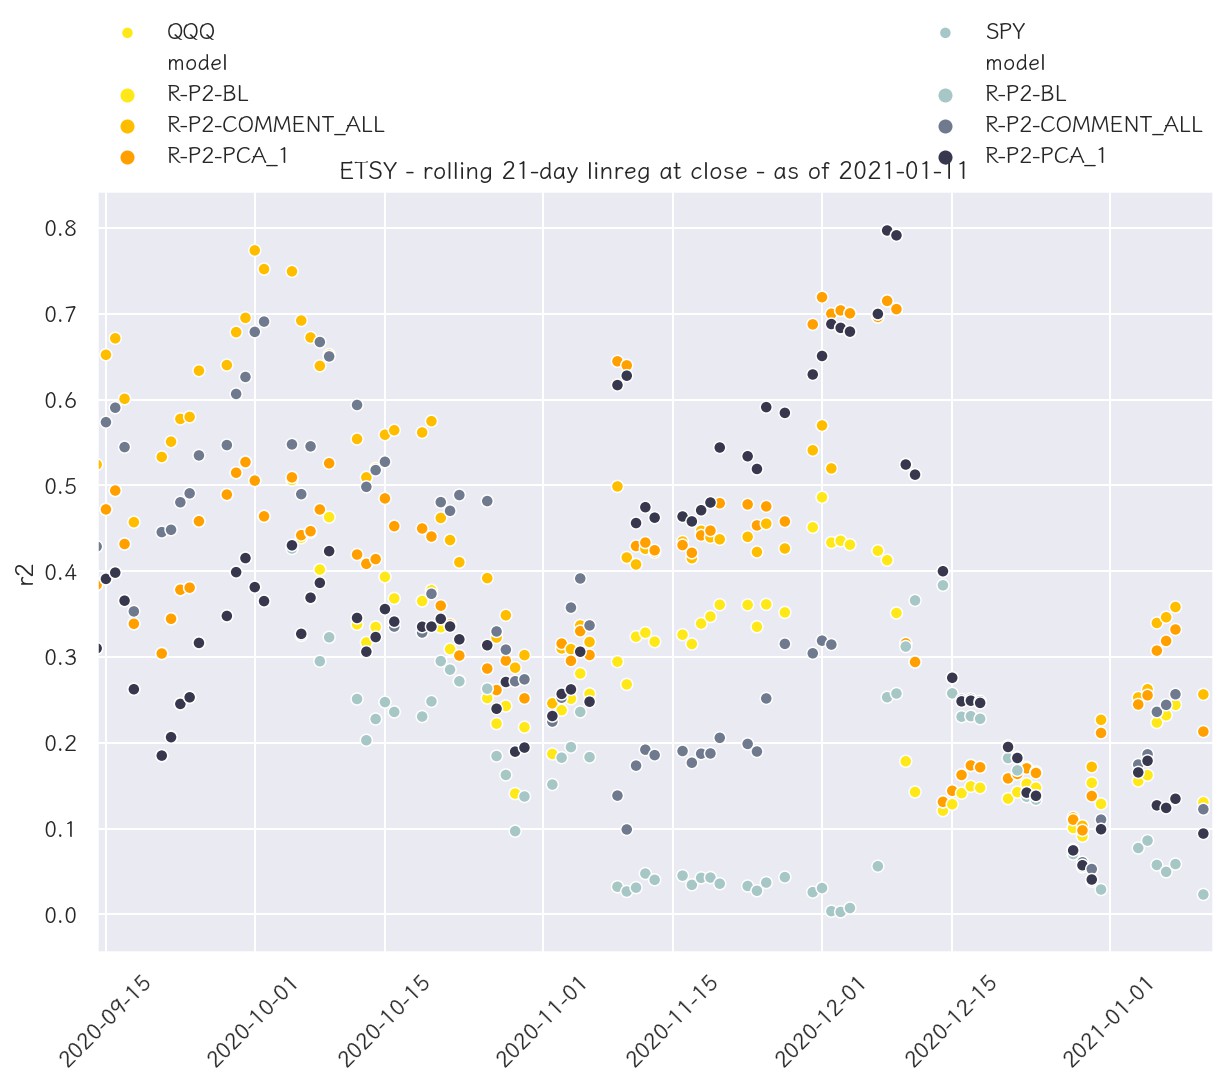 QQQ
model
R-P2-BL
R-P2-COMMENT_ALL
R-P2-PCA_1
SPY
model
R-P2-BL
R-P2-COMMENT_ALL
R-P2-PCA_1
ETSY - rolling 21-day linreg at close - as of 2021-01-11
r2
0.8
0.7
0.6
0.5
0.4
0.3
0.2
0.1
0.0
2020-09-15
2020-10-01
2020-10-15
2020-11-01
2020-11-15
2020-12-01
2020-12-15
2021-01-01